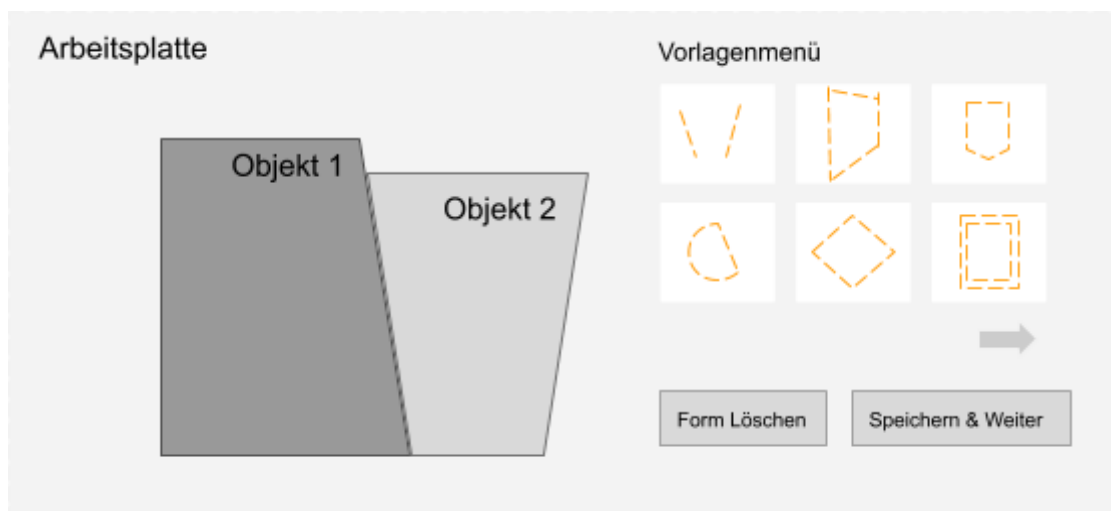 Arbeitsplatte
Vorlagenmenü
Objekt 1
Objekt 2
Form Löschen
Speichern & Weiter